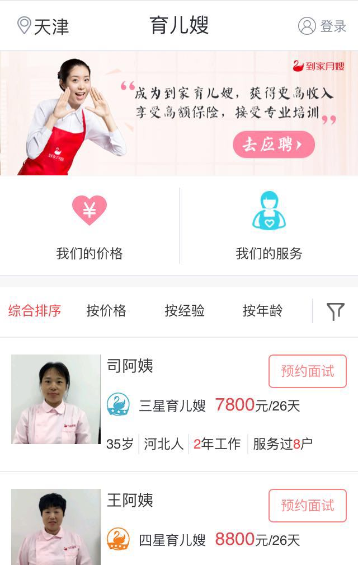 天津
育儿嫂
登录
到家月嫂
成为到家育儿嫂，获得更高收入
享受高额保险，接受专业培训
去应聘
我们的价格
我们的服务
综合排序 按价格 按经验 按年龄
司阿姨
预约面试
三星育儿嫂 7800元/26天
35岁 河北人 2年工作 服务过8户
王阿姨
预约面试
四星育儿嫂 8800元/26天